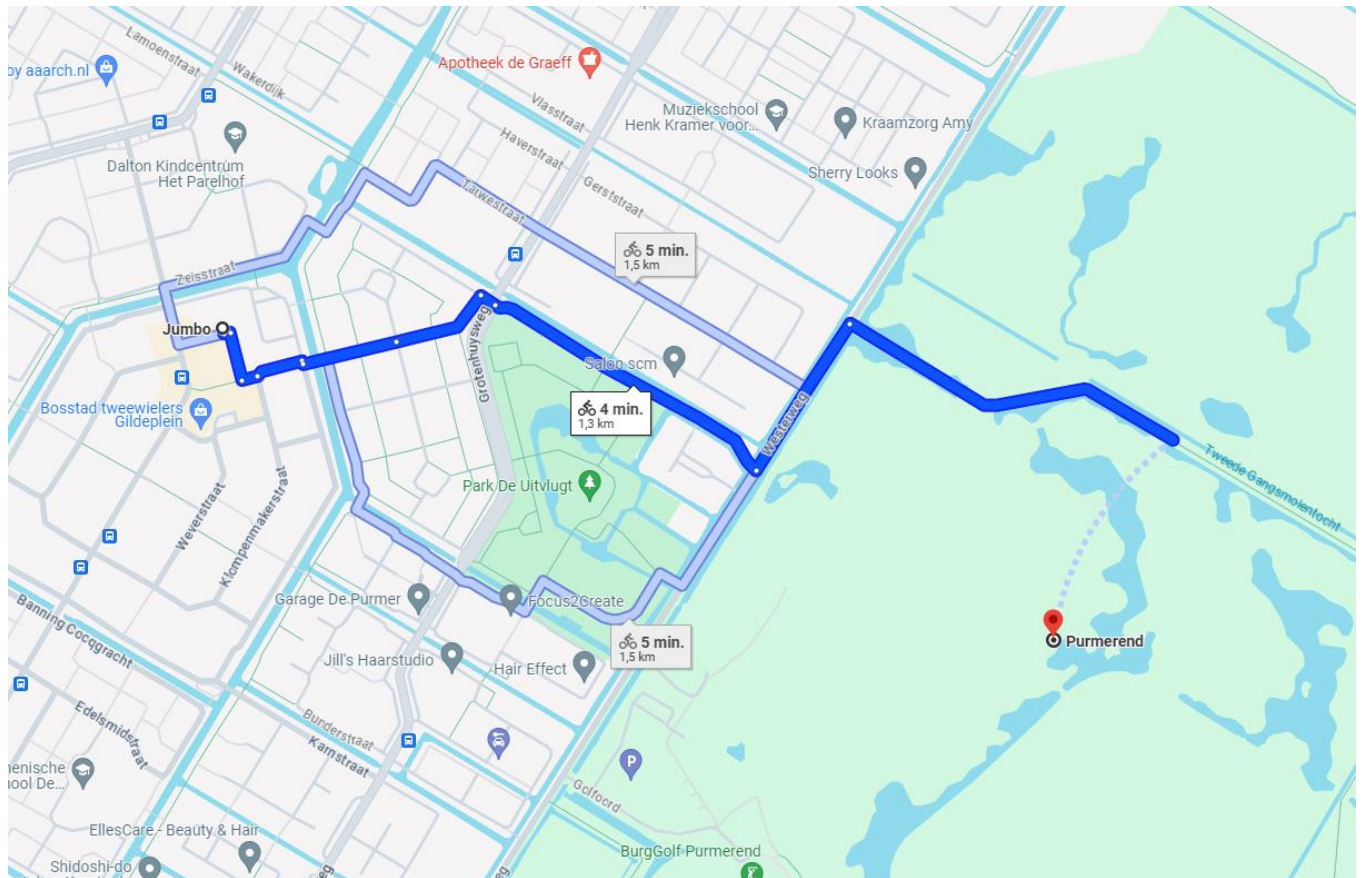 Lamoenstraat
Wakerdijk
by aaarch.nl
Apotheek de Graeff
Vlasstraat
Haverstraat
Gerststraat
Muziekschool
Henk Kramer voor...
Kraamzorg Amy
Sherry Looks
Dalton Kindcentrum
Het Parelhof
Tarwestraat
Zeisstraat
5 min.
1,5 km
Jumbo
Grotenhuysweg
Salon scm
4 min.
1,3 km
Westerweg
Bosstad tweewielers
Gildeplein
Weverstraat
Klompenmakerstraat
Park De Uitvlugt
Tweede Gangsmolentocht
Garage De Purmer
Focus2Create
5 min.
1,5 km
Purmerend
Banning Cocqgracht
Jill's Haarstudio
Hair Effect
Edelsmidstraat
Burderstraat
Karnstraat
P
Golfoord
menische
hool De...
EllesCare - Beauty & Hair
Shidoshi-do
BurgGolf Purmerend